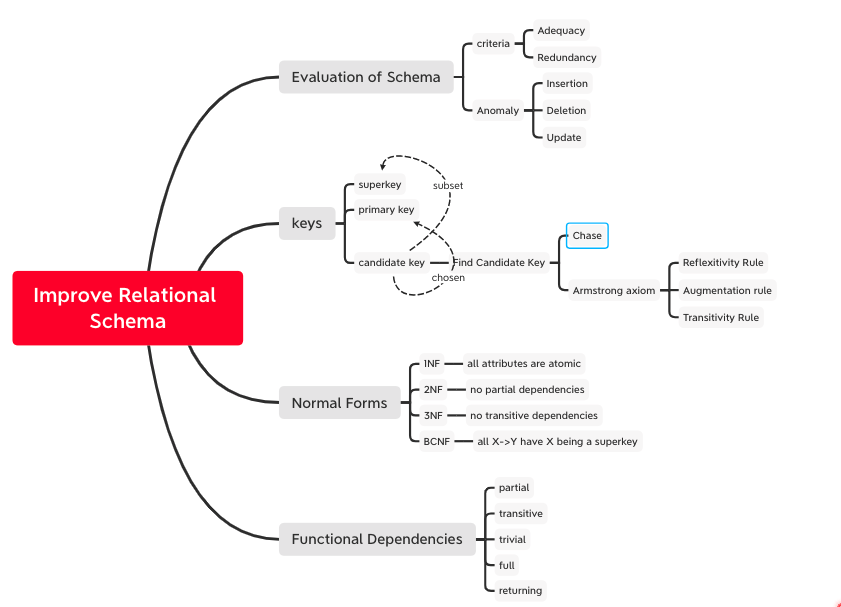 Evaluation of Schema
criteria
Adequacy
Redundancy
Anomaly
Insertion
Deletion
Update
keys
superkey
subset
primary key
candidate key
chosen
Find Candidate Key
Chase
Armstrong axiom
Reflexitivity Rule
Augmentation rule
Transitivity Rule
Improve Relational
Schema
Normal Forms
1NF
all attributes are atomic
2NF
no partial dependencies
3NF
no transitive dependencies
BCNF
all X->Y have X being a superkey
Functional Dependencies
partial
transitive
trivial
full
returning